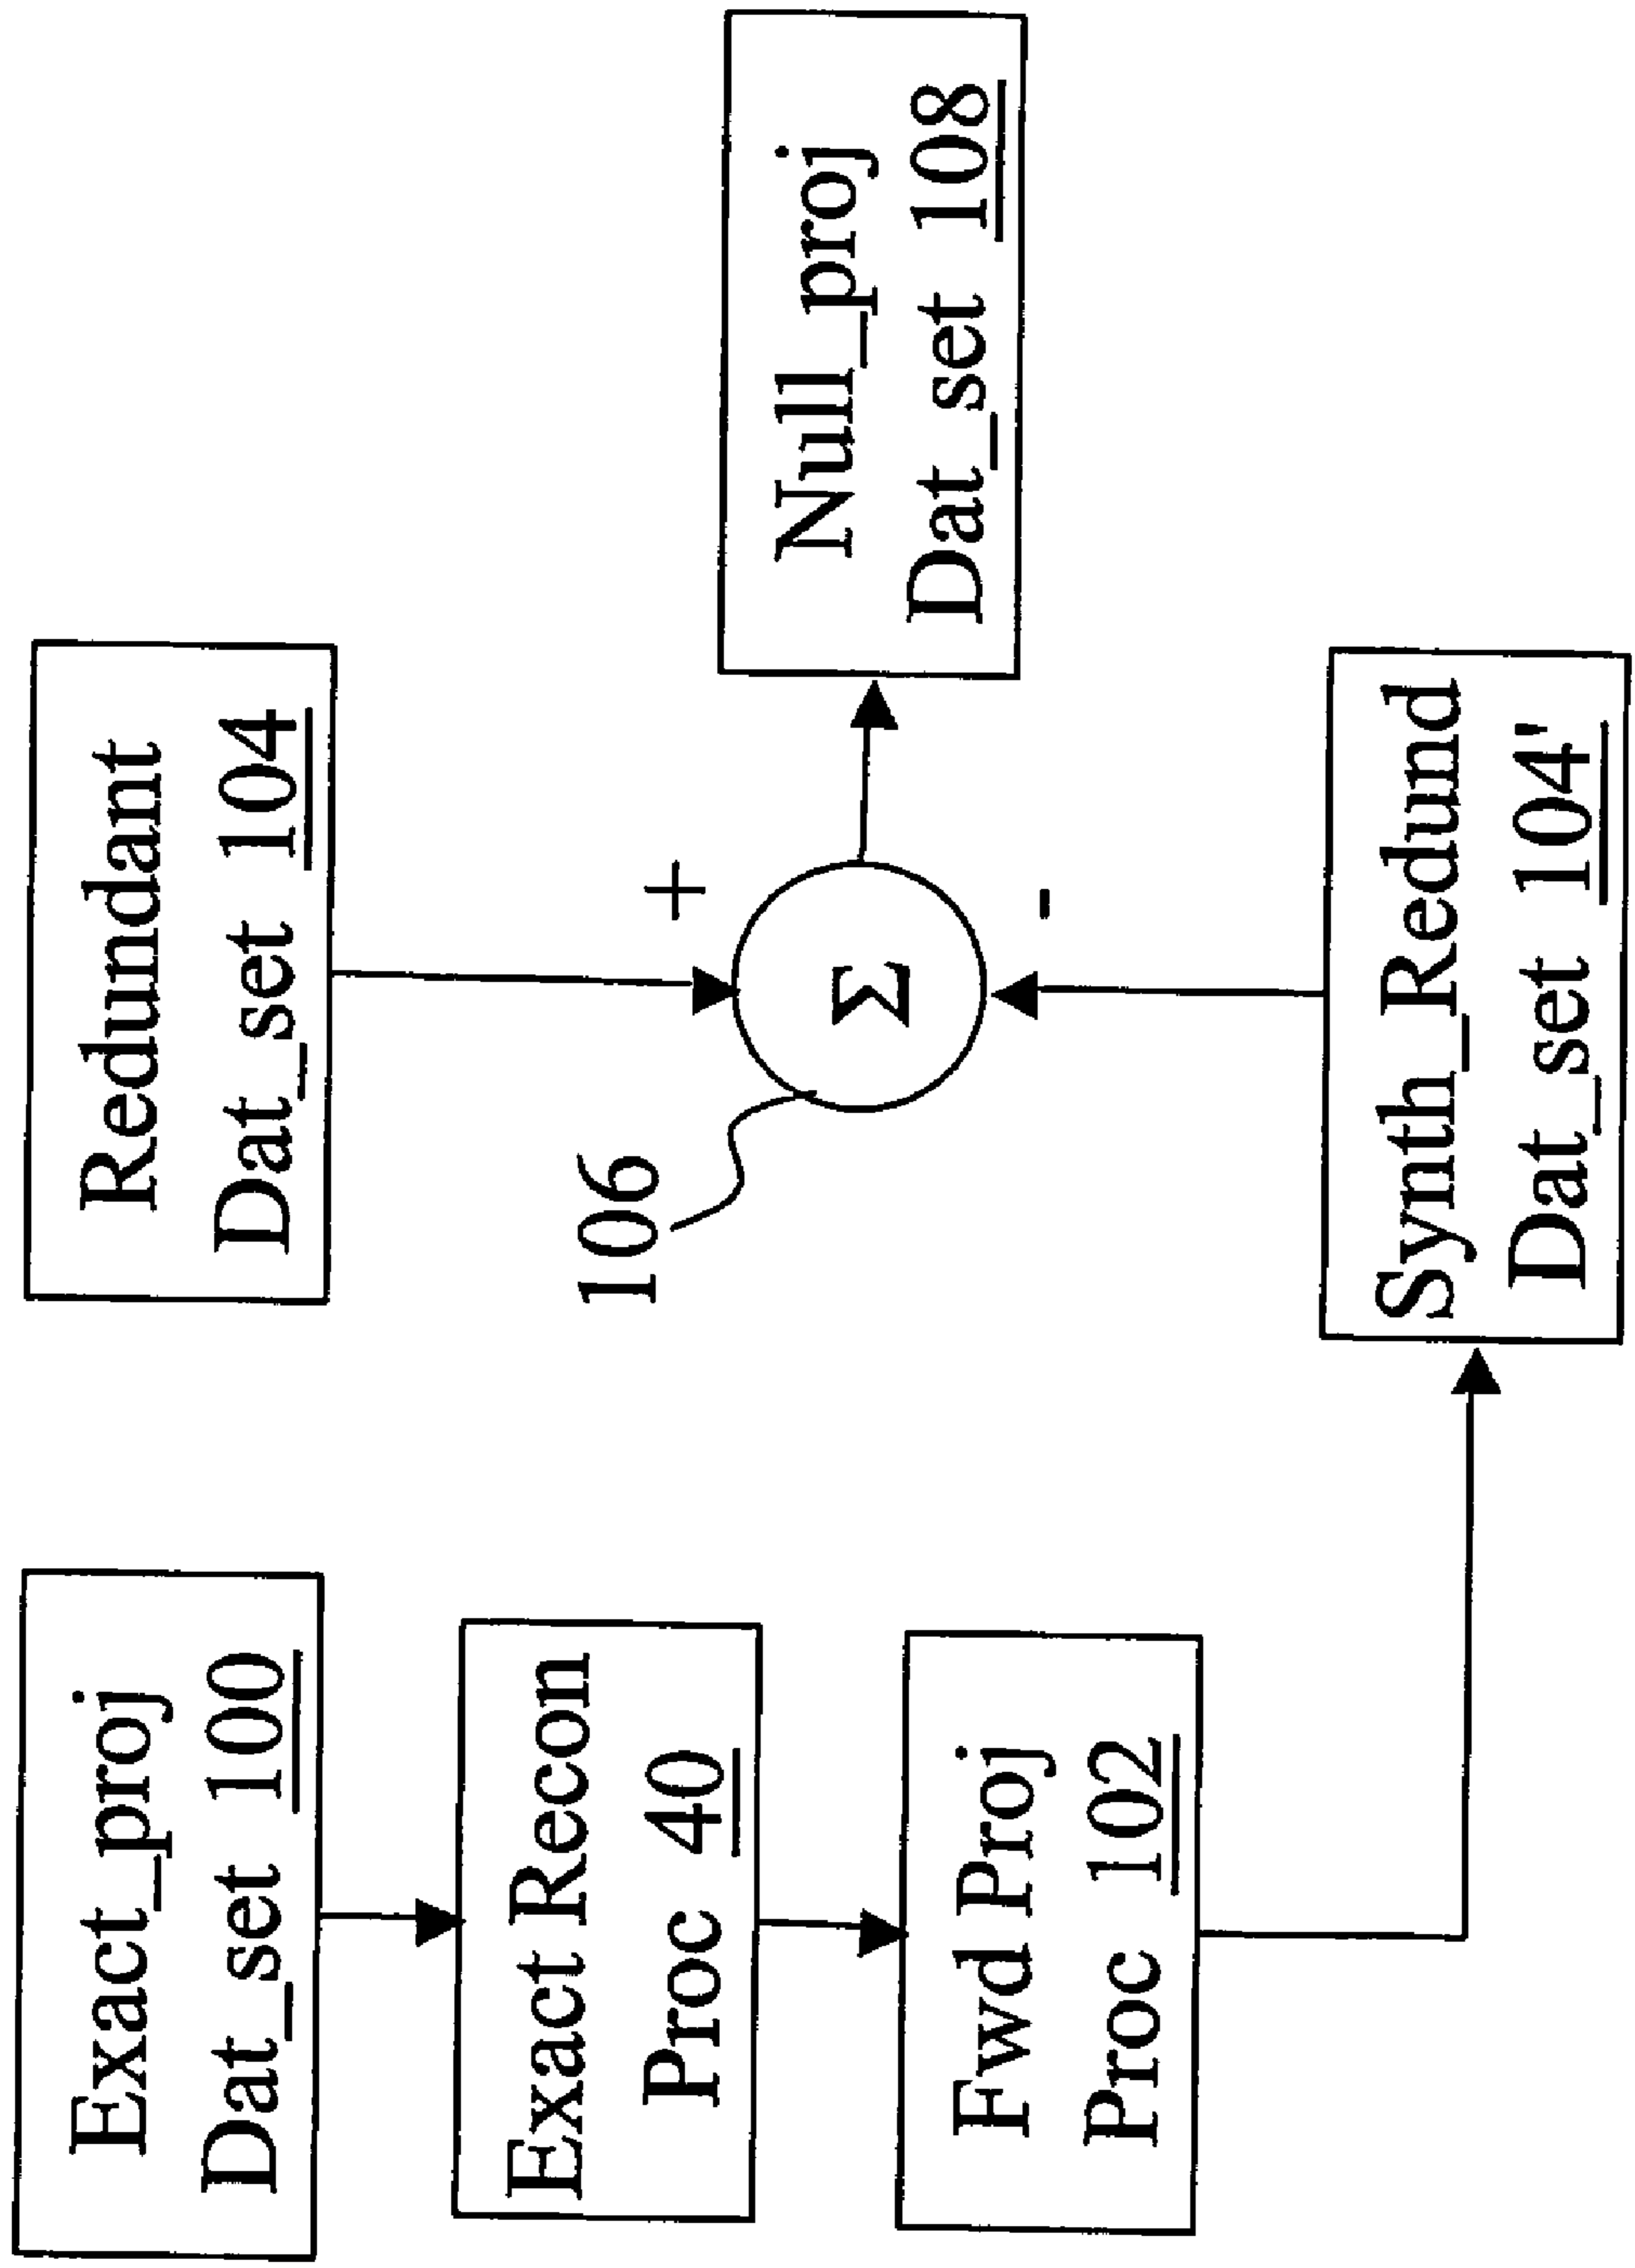 Exact_proj
Dat_set 100
Exact Recon
Proc 40
Fwd Proj
Proc 102
Redundant
Dat_set 104
106
+
Σ
-
Synth_Redund
Dat_set 104'
Null_proj
Dat_set 108